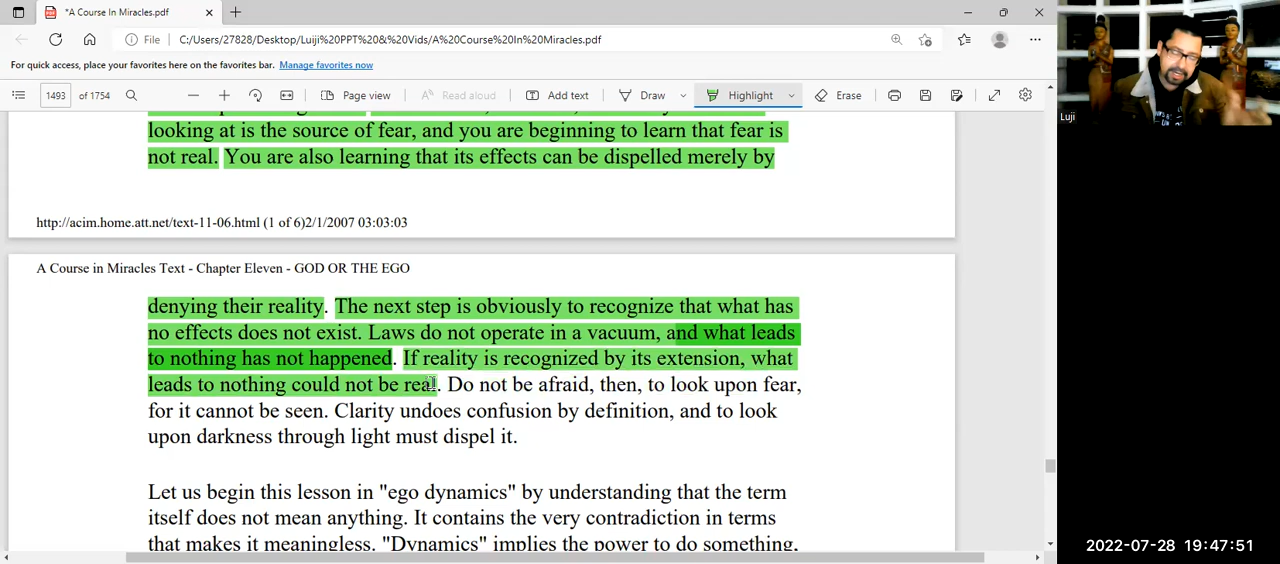 *A Course In Miracles.pdf
File
C:/Users/27828/Desktop/Luiji%20PPT%20&%20Vids/A%20Course%20In%20Miracles.pdf
For quick access, place your favorites here on the favorites bar. Manage favorites now
1493 of 1754
Page view
Read aloud
Add text
Draw
Highlight
Erase
looking at is the source of fear, and you are beginning to learn that fear is
not real. You are also learning that its effects can be dispelled merely by
http://acim.home.att.net/text-11-06.html (1 of 6)2/1/2007 03:03:03
A Course in Miracles Text - Chapter Eleven - GOD OR THE EGO
denying their reality. The next step is obviously to recognize that what has
no effects does not exist. Laws do not operate in a vacuum, and what leads
to nothing has not happened. If reality is recognized by its extension, what
leads to nothing could not be real. Do not be afraid, then, to look upon fear,
for it cannot be seen. Clarity undoes confusion by definition, and to look
upon darkness through light must dispel it.
Let us begin this lesson in "ego dynamics" by understanding that the term
itself does not mean anything. It contains the very contradiction in terms
that makes it meaningless. "Dynamics" implies the power to do something,
Luji
2022-07-28 19:47:51